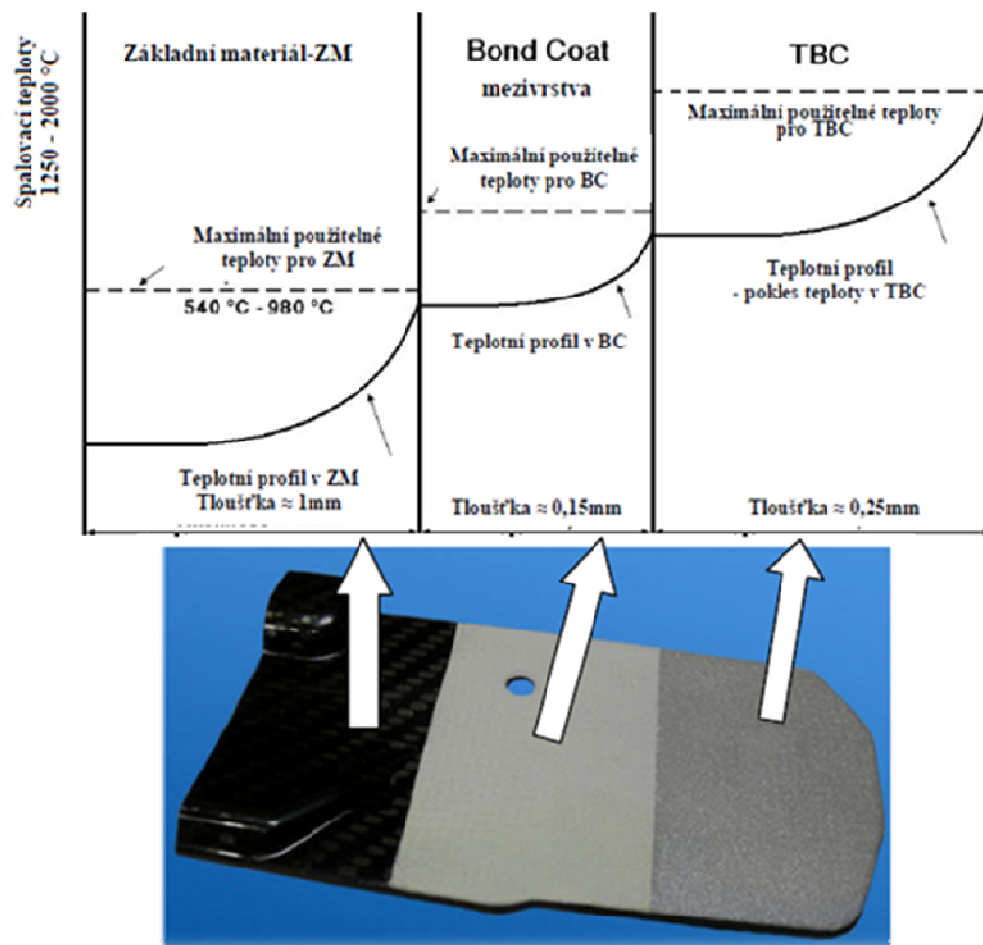 Spalovací teploty
1250 - 2000 °C
Základní materiál-ZM
Maximální použitelné
teploty pro ZM
540 °C - 980 °C
Teplotní profil v ZM
Tloušťka ≈ 1mm
Bond Coat
mezivrstva
Maximální použitelné
teploty pro BC
Teplotní profil v BC
Tloušťka ≈ 0,15mm
TBC
Maximální použitelné teploty
pro TBC
Teplotní profil
- pokles teploty v TBC
Tloušťka ≈ 0,25mm